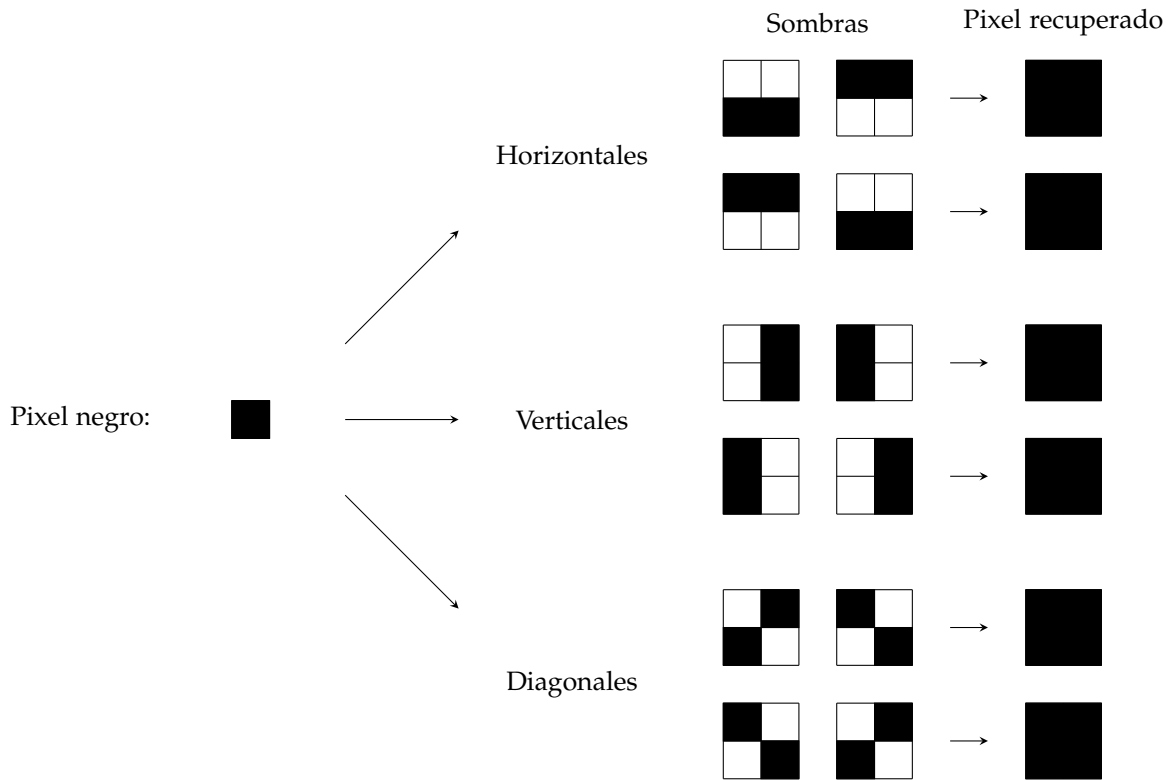 Sombras
Pixel recuperado
Horizontales
Pixel negro:
Verticales
Diagonales